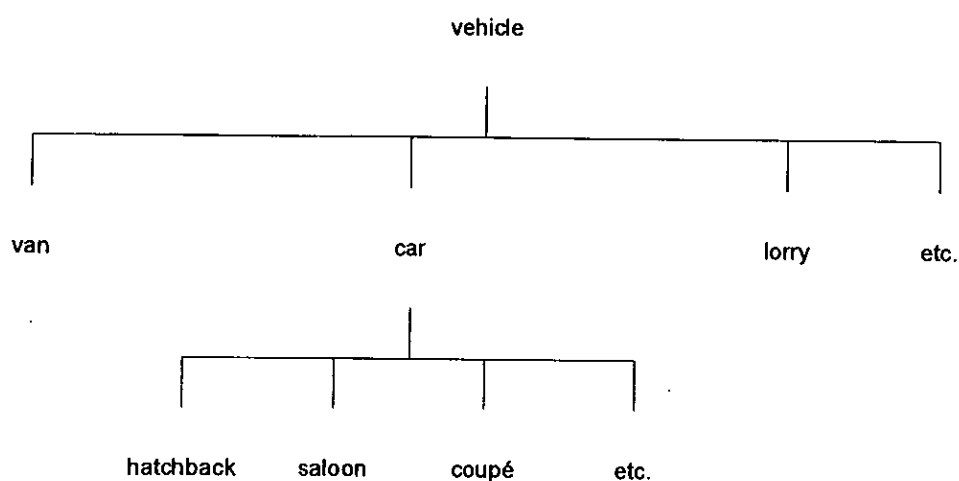 vehicle
van car lorry etc.
hatchback saloon coupé etc.